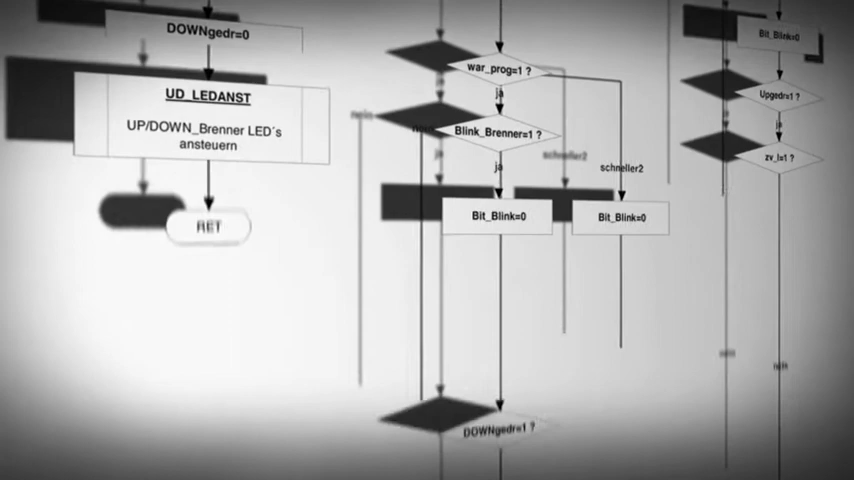 DOWNgedr=0
UD_LEDANST
UP/DOWN_Brenner LED´s
ansteuern
RET
war_prog=1 ?
ja
nein
Blink_Brenner=1 ?
ja
schneller2
schneller2
Bit_Blink=0
Bit_Blink=0
DOWNgedr=1 ?
Bit_Blink=0
Upgedr=1 ?
ja
zv_l=1 ?